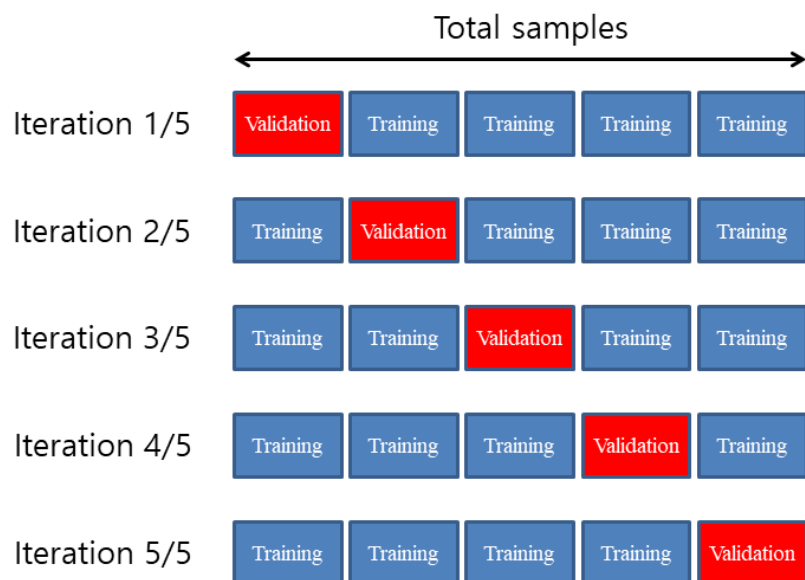 Total samples
Iteration 1/5 Validation Training Training Training Training
Iteration 2/5 Training Validation Training Training Training
Iteration 3/5 Training Training Validation Training Training
Iteration 4/5 Training Training Training Validation Training
Iteration 5/5 Training Training Training Training Validation